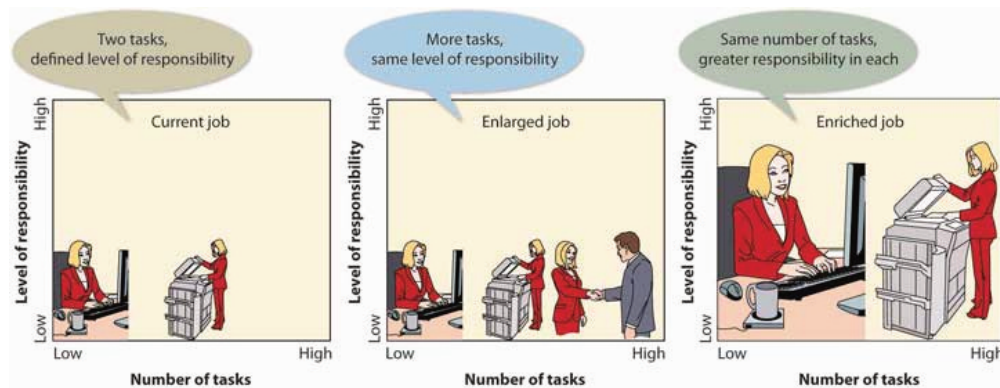 Two tasks,
defined level of responsibility
More tasks,
same level of responsibility
Same number of tasks,
greater responsibility in each
High
Current job
Level of responsibility
Low
Low
High
Number of tasks
High
Enlarged job
Level of responsibility
Low
Low
High
Number of tasks
High
Enriched job
Level of responsibility
Low
Low
High
Number of tasks